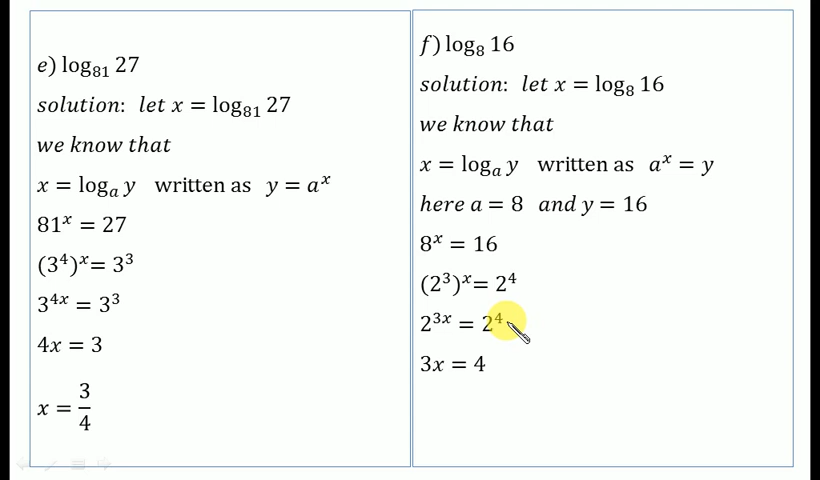 e) log₈₁ 27
solution: let x = log₈₁ 27
we know that
x = logₐ y written as y = aˣ
81ˣ = 27
(3⁴)ˣ= 3³
3⁴ˣ = 3³
4x = 3
x = 3/4
f) log₈ 16
solution: let x = log₈ 16
we know that
x = logₐ y written as aˣ = y
here a = 8 and y = 16
8ˣ = 16
(2³)ˣ= 2⁴
2³ˣ = 2⁴
3x = 4